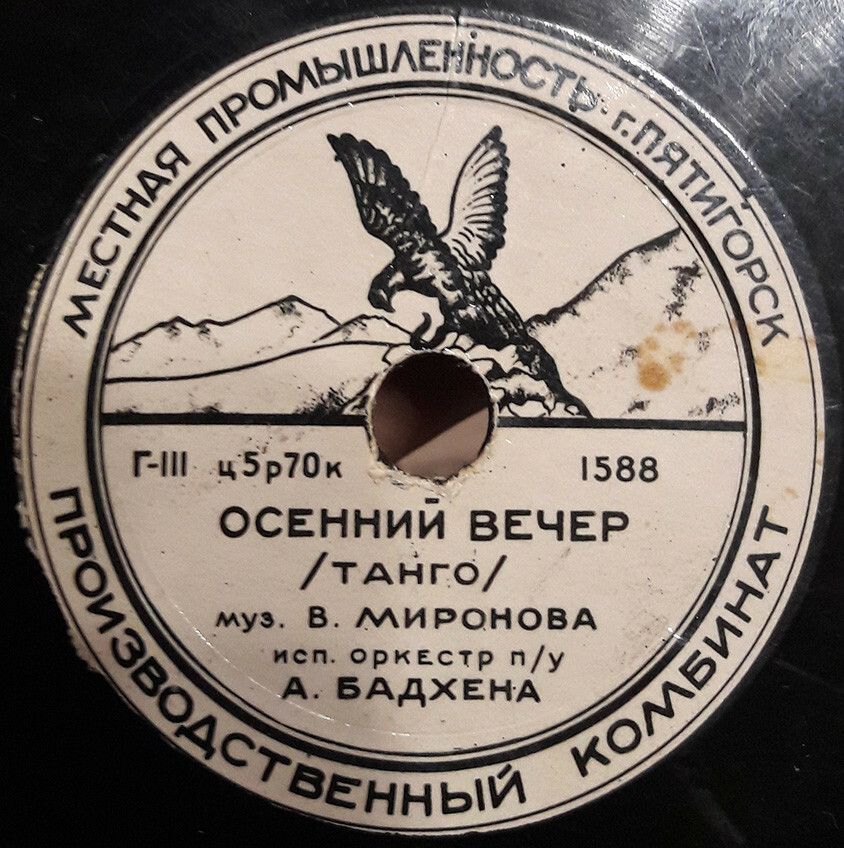 МЕСТНАЯ ПРОМЫШЛЕННОСТЬ г. ПЯТИГОРСК
Г-III ц5р70к 1588
ОСЕННИЙ ВЕЧЕР
/ТАНГО/
муз. В. МИРОНОВА
исп. ОРКЕСТР п/у
А. БАДХЕНА
ПРОИЗВОДСТВЕННЫЙ КОМБИНАТ